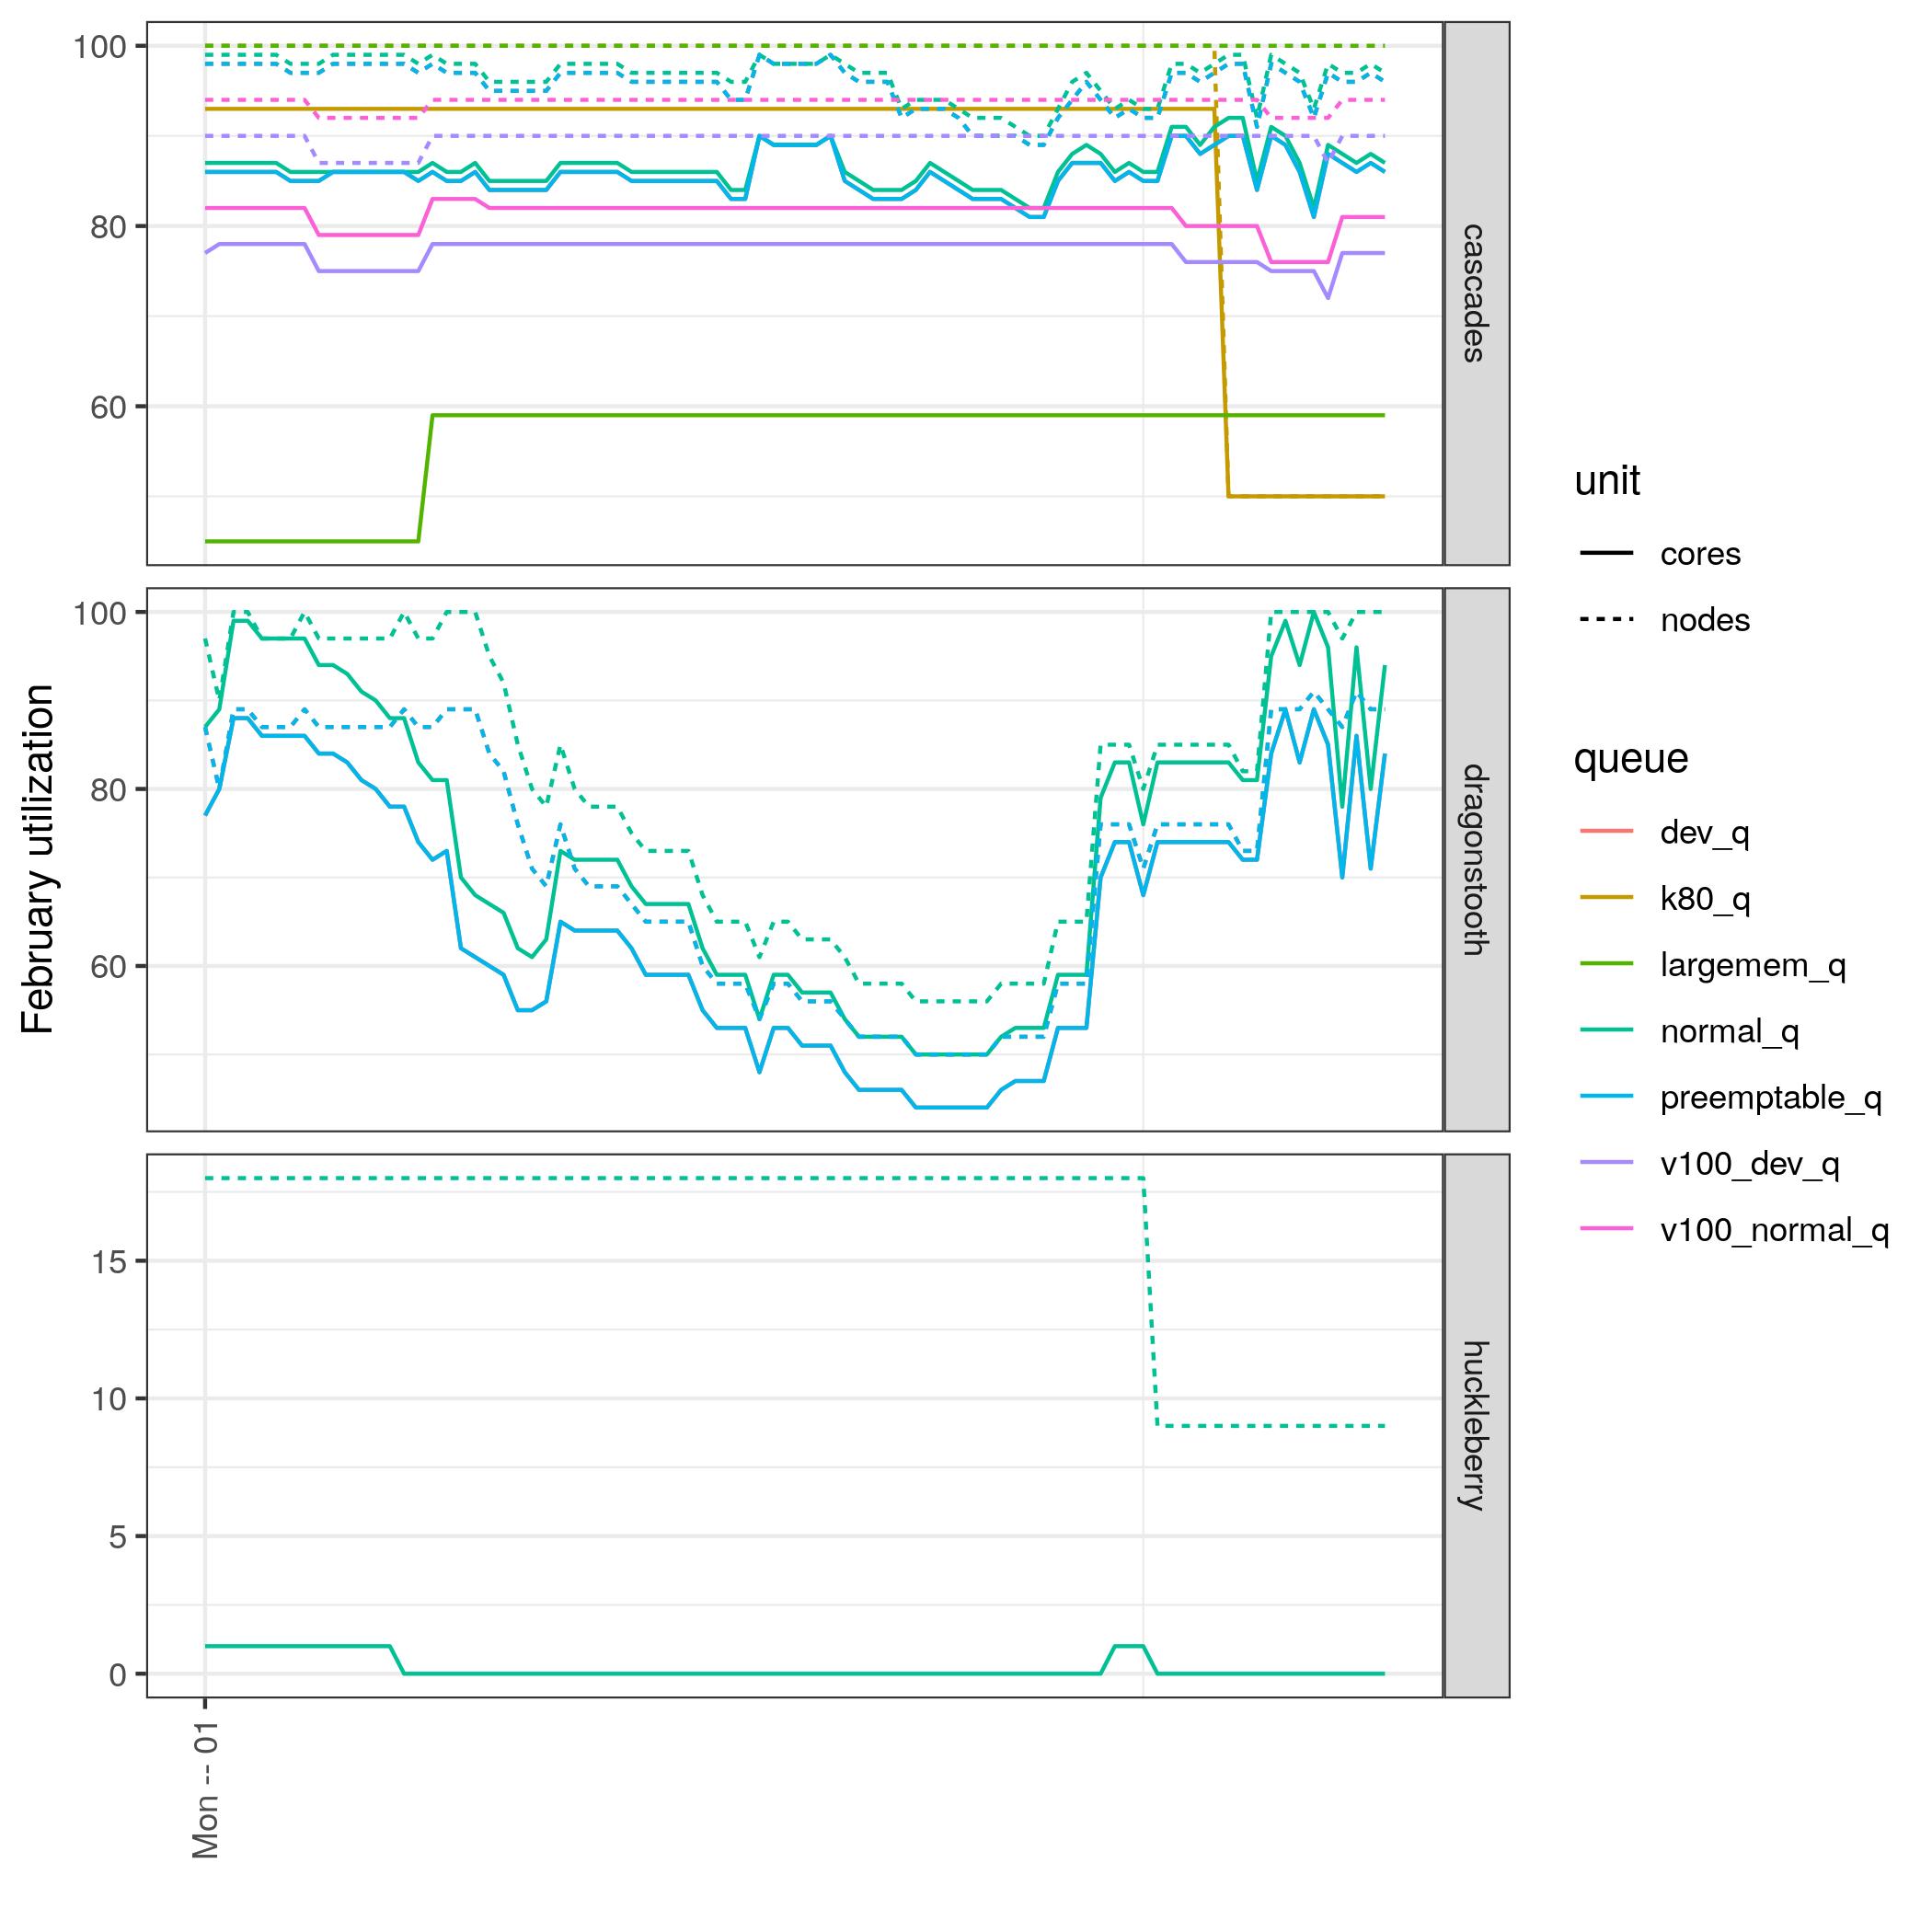 February utilization
100
80
60
cascades
100
80
60
dragonstooth
15
10
5
0
huckleberry
Mon -- 01
unit
cores
nodes
queue
dev_q
k80_q
largemem_q
normal_q
preemptable_q
v100_dev_q
v100_normal_q